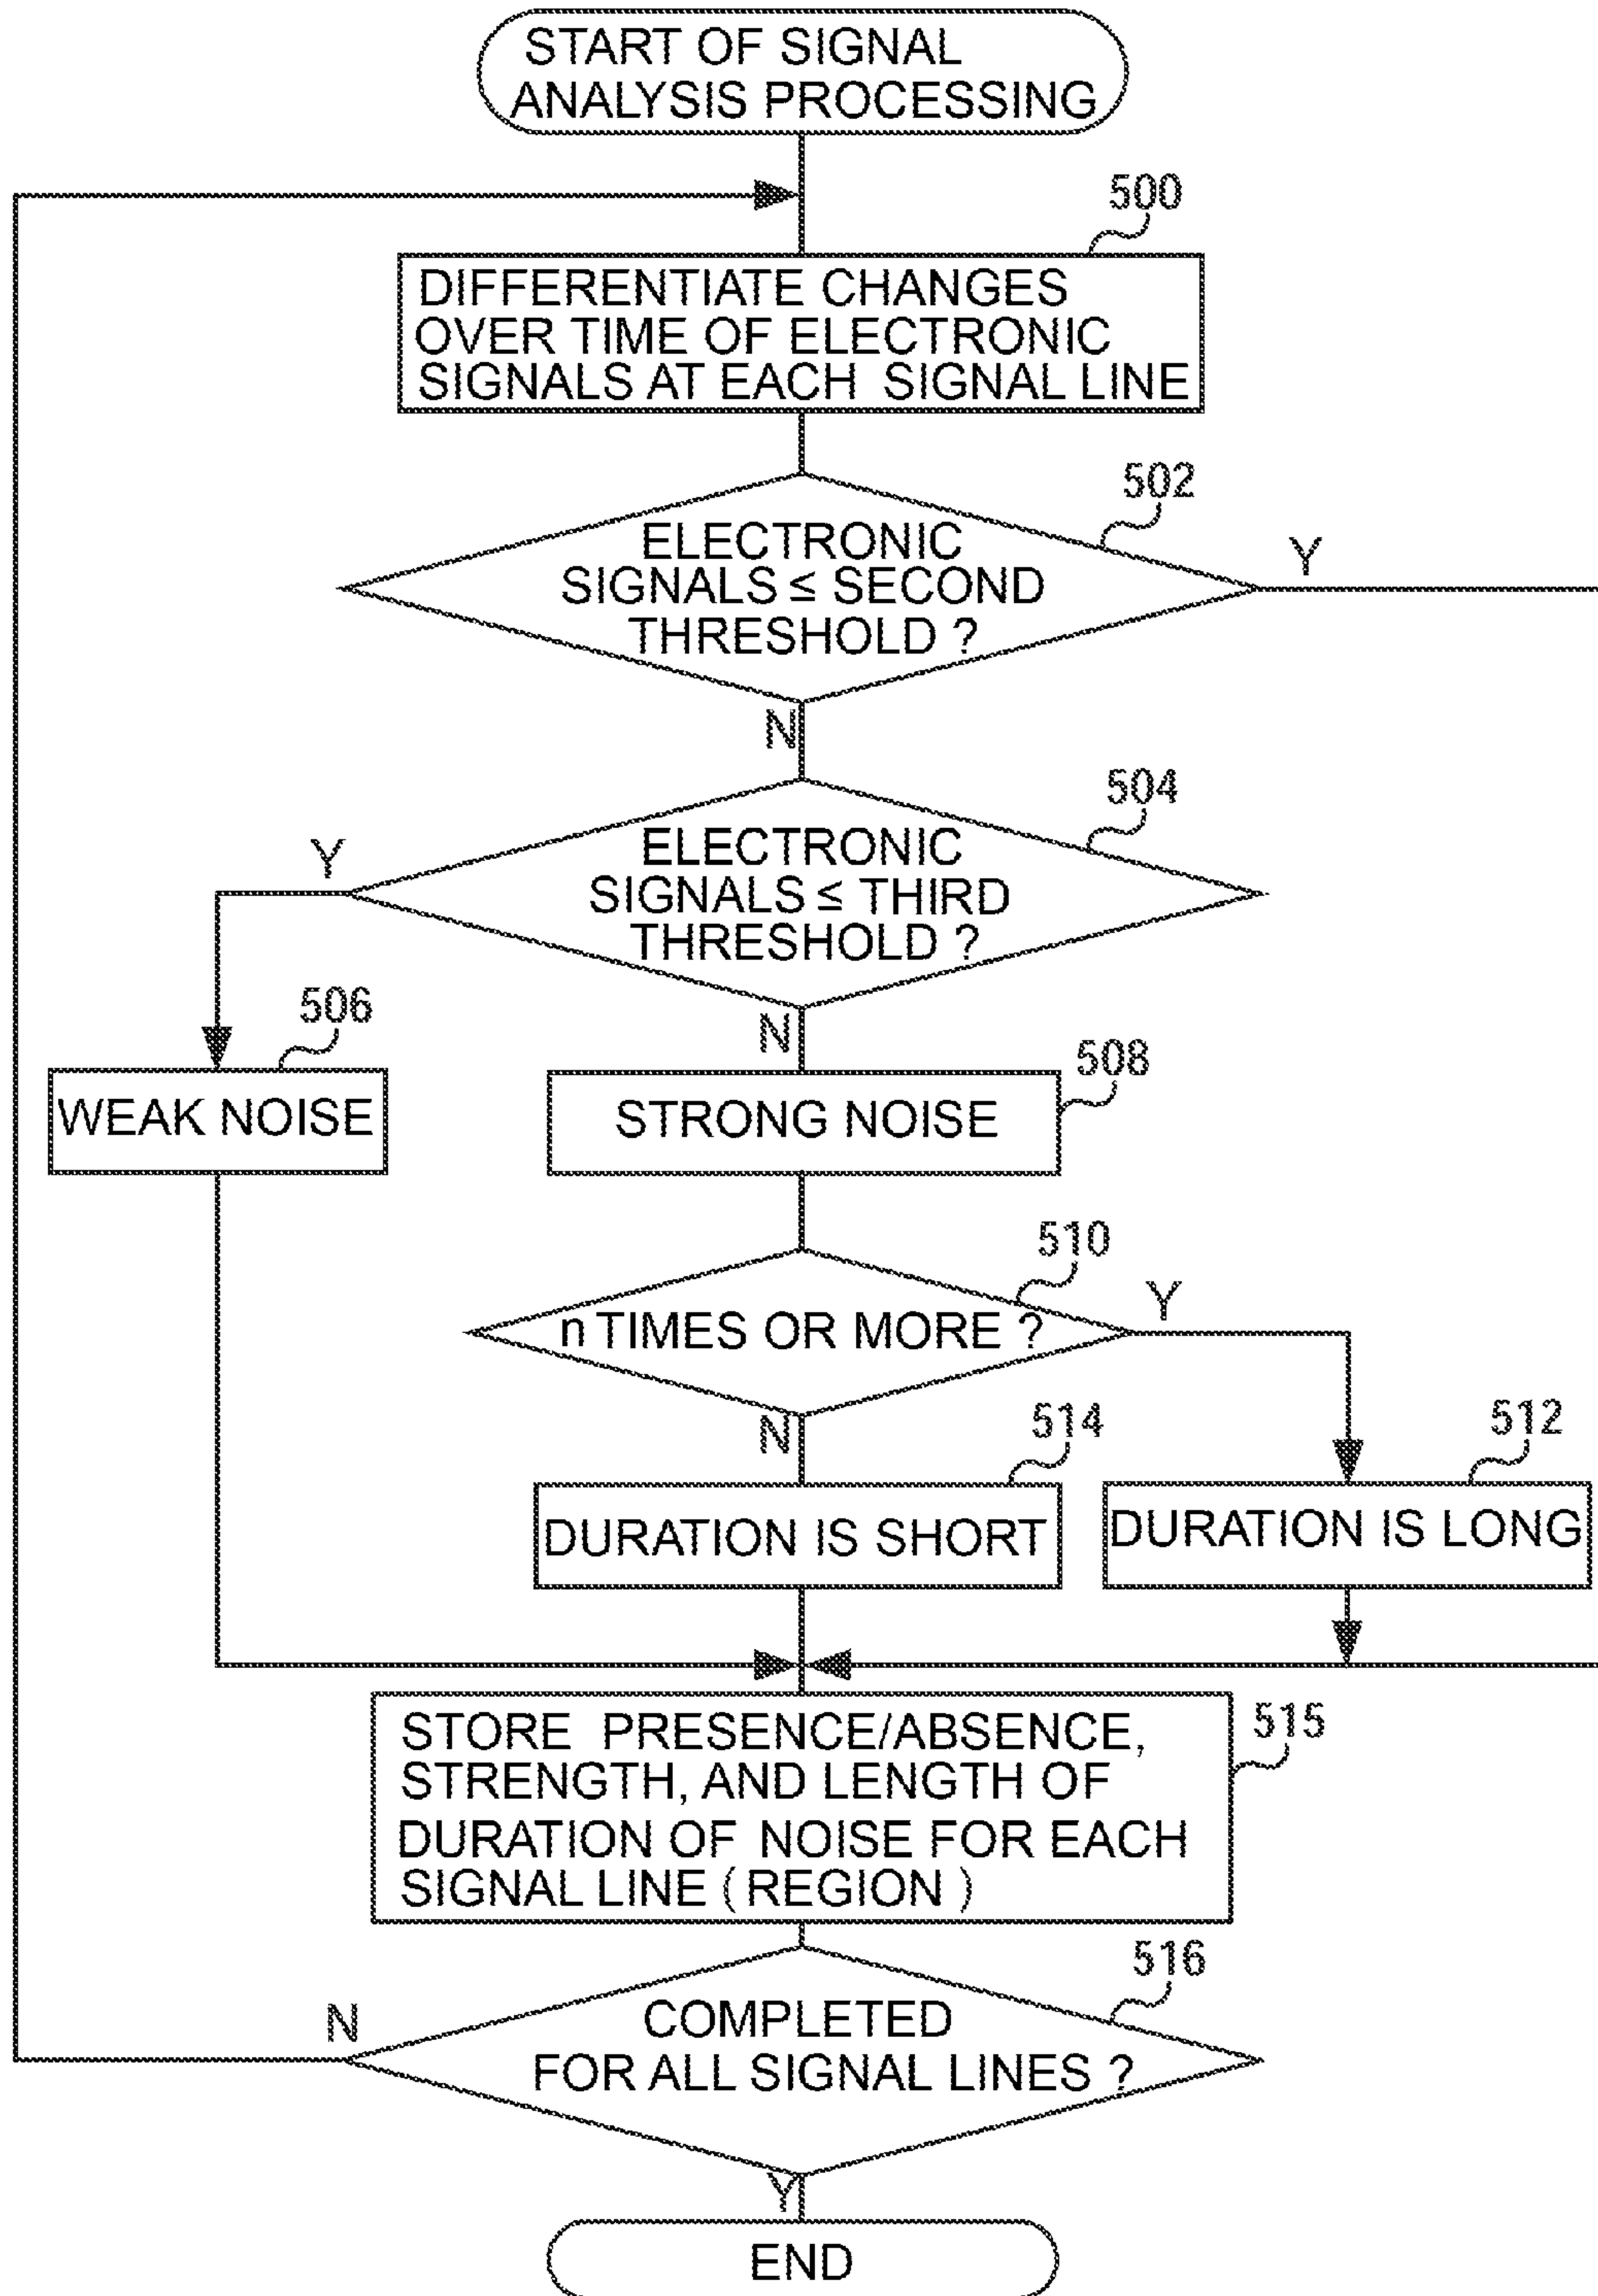 START OF SIGNAL
ANALYSIS PROCESSING
500
DIFFERENTIATE CHANGES
OVER TIME OF ELECTRONIC
SIGNALS AT EACH SIGNAL LINE
502
ELECTRONIC
SIGNALS ≤ SECOND
THRESHOLD ?
Y
N
504
ELECTRONIC
SIGNALS ≤ THIRD
THRESHOLD ?
Y
N
506
WEAK NOISE
508
STRONG NOISE
510
n TIMES OR MORE ?
Y
N
514
DURATION IS SHORT
512
DURATION IS LONG
515
STORE PRESENCE/ABSENCE,
STRENGTH, AND LENGTH OF
DURATION OF NOISE FOR EACH
SIGNAL LINE ( REGION )
516
COMPLETED
FOR ALL SIGNAL LINES ?
N
Y
END